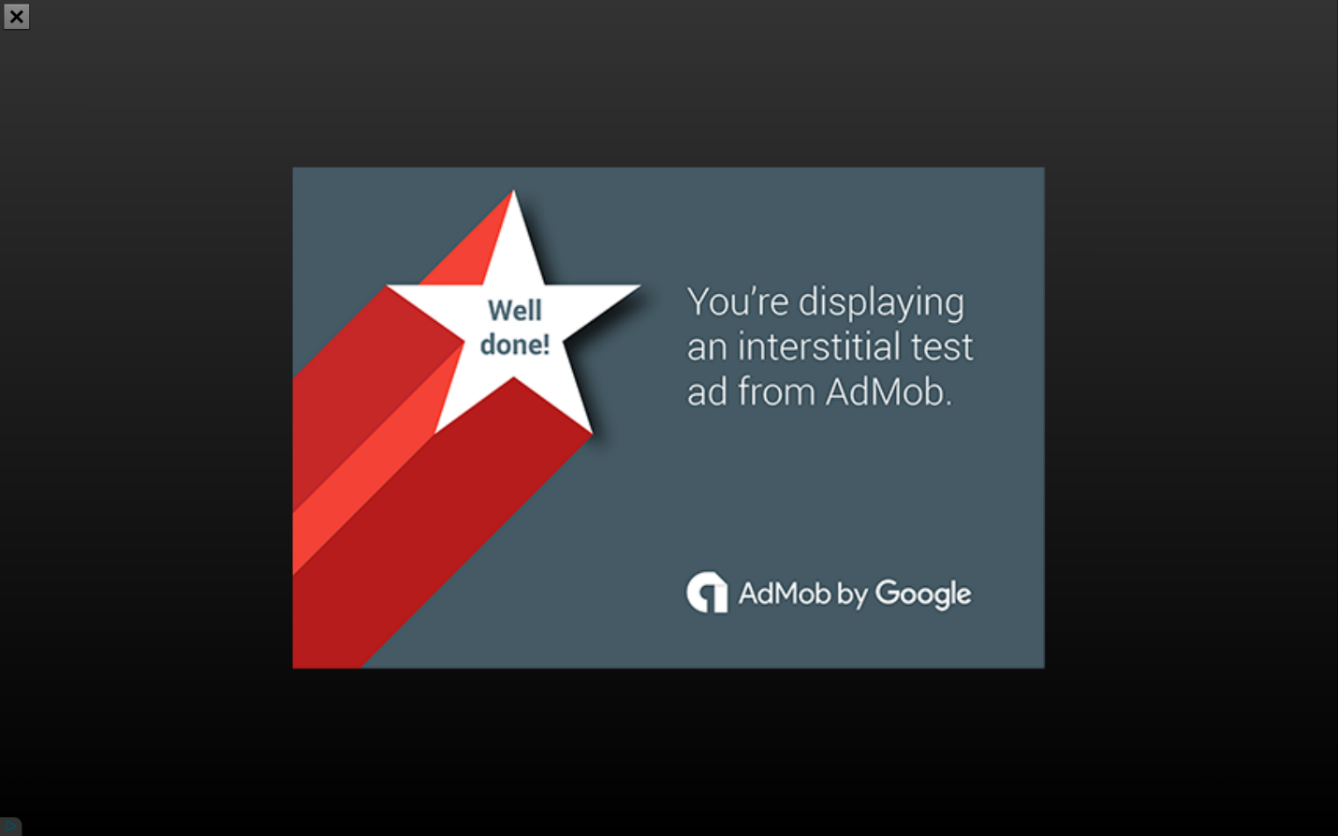 Well
done!
You’re displaying
an interstitial test
ad from AdMob.
AdMob by Google